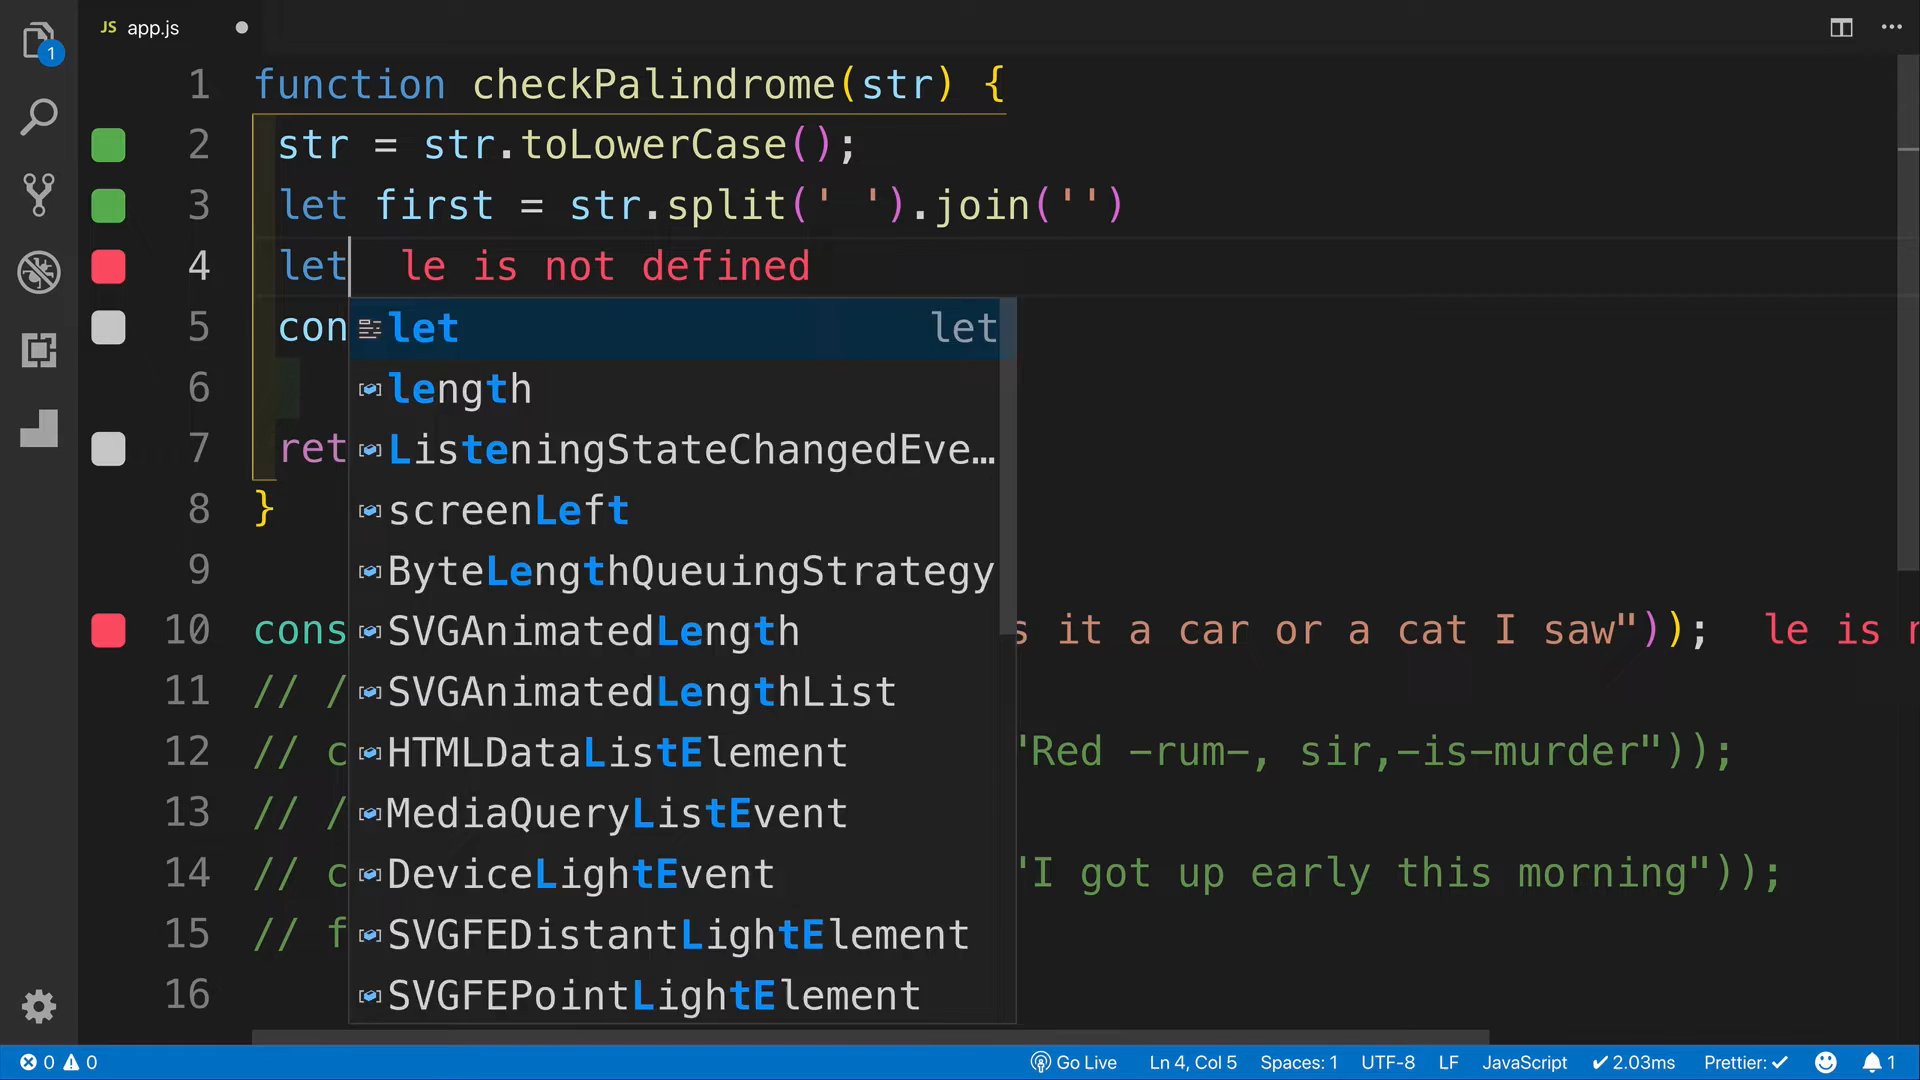 JS app.js
1
1 function checkPalindrome(str) {
2 str = str.toLowerCase();
3 let first = str.split(' ').join('')
4 let le is not defined
5 con let let
6 length
7 ret ListeningStateChangedEve…
8 } screenLeft
9 ByteLengthQueuingStrategy
10 cons SVGAnimatedLength s it a car or a cat I saw")); le is
11 // / SVGAnimatedLengthList
12 // c HTMLDataListElement "Red -rum-, sir,-is-murder"));
13 // / MediaQueryListEvent
14 // c DeviceLightEvent "I got up early this morning"));
15 // f SVGFEDistantLightElement
16 SVGFEPointLightElement
0 0 Go Live Ln 4, Col 5 Spaces: 1 UTF-8 LF JavaScript ✓ 2.03ms Prettier: ✓ 1